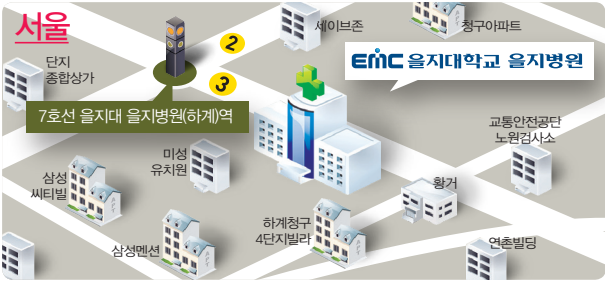 서울
2
세이브존
청구아파트
단지
종합상가
3
EMC 을지대학교 을지병원
7호선 을지대 을지병원(하계)역
교통안전공단
노원검사소
미성
유치원
삼성
씨티빌
황거
하계청구
4단지빌라
삼성멘션
연촌빌딩